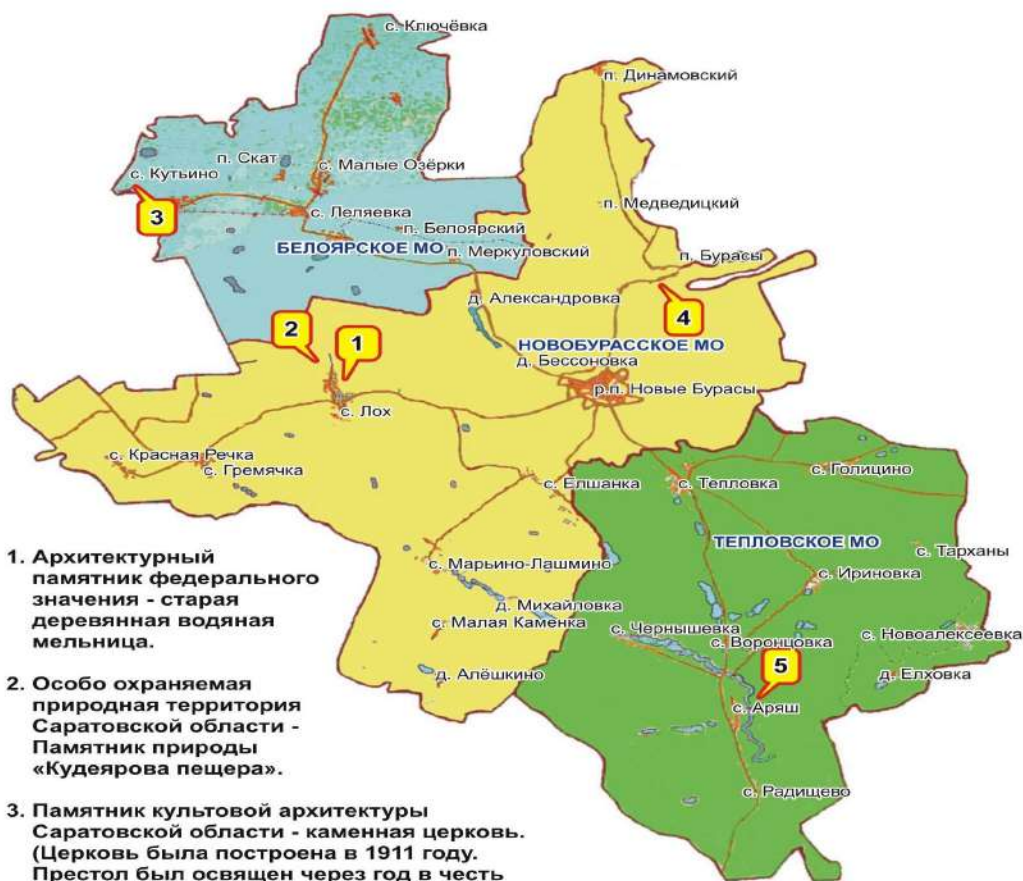 с. Ключёвка
п. Динамовский
п. Скат
с. Малые Озёрки
с. Кутьино
3
с. Леляевка
п. Медведицкий
п. Белоярский
БЕЛОЯРСКОЕ МО
п. Меркуловский
п. Бурасы
д. Александровка
4
2
1
НОВОБУРАССКОЕ МО
д. Бессоновка
р.п. Новые Бурасы
с. Лох
с. Красная Речка
с. Гремячка
с. Елшанка
с. Тепловка
с. Голицино
ТЕПЛОВСКОЕ МО
с. Тарханы
с. Марьино-Лашмино
с. Ириновка
д. Михайловка
с. Малая Каменка
с. Чернышевка
с. Воронцовка
с. Новоалексеевка
5
д. Алёшкино
д. Елховка
с. Аряш
с. Радищево
1. Архитектурный
памятник федерального
значения - старая
деревянная водяная
мельница.
2. Особо охраняемая
природная территория
Саратовской области -
Памятник природы
«Кудеярова пещера».
3. Памятник культовой архитектуры
Саратовской области - каменная церковь.
(Церковь была построена в 1911 году.
Престол был освящен через год в честь